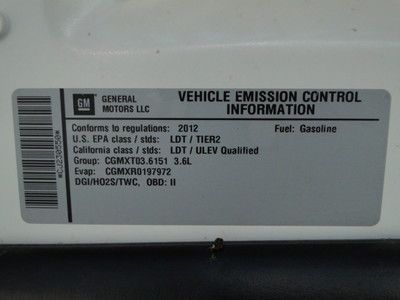 GM
GENERAL MOTORS LLC
VEHICLE EMISSION CONTROL
INFORMATION
Conforms to regulations: 2012 Fuel: Gasoline
U.S. EPA class / stds: LDT / TIER2
California class / stds: LDT / ULEV Qualified
Group: CGMXT03.6151 3.6L
Evap: CGMXR0197972
DGI/HO2S/TWC, OBD: II
*CJ230550*